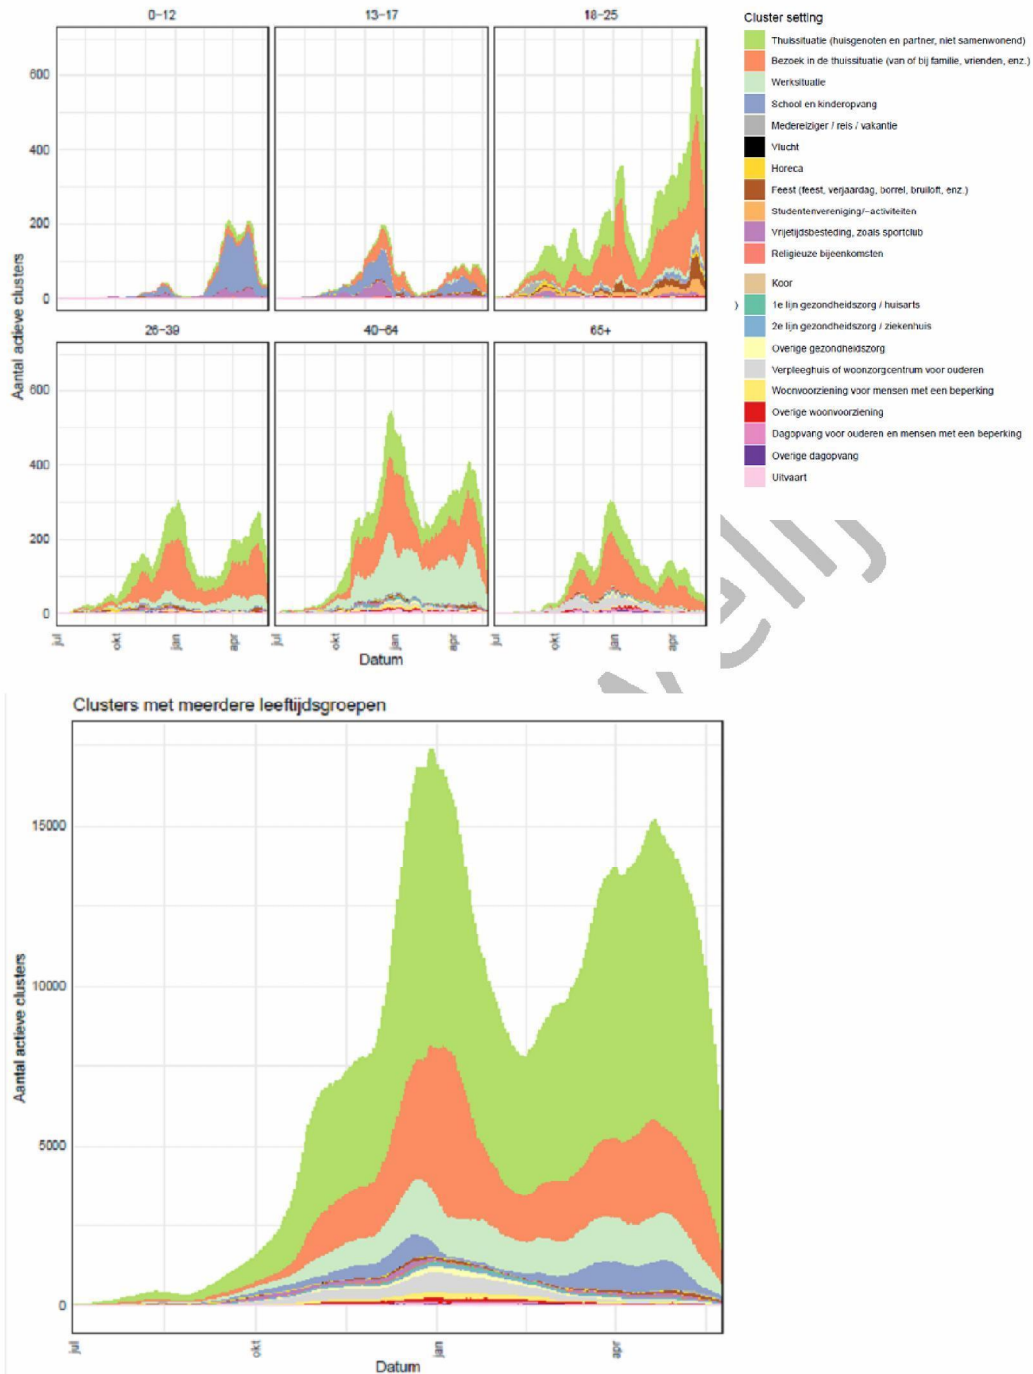 0-12
13-17
18-25
Aantal actieve clusters
600
400
200
0
26-39
40-64
65+
600
400
200
0
jul
okt
jan
apr
jul
okt
jan
apr
jul
okt
jan
apr
Datum
Cluster setting
Thuissituatie (huisgenoten en partner, niet samenwonend)
Bezoek in de thuissituatie (van of bij familie, vrienden, enz.)
Werksituatie
School en kinderopvang
Medereiziger / reis / vakantie
Vlucht
Horeca
Feest (feest, verjaardag, borrel, bruiloft, enz.)
Studentenvereniging/-activiteiten
Vrijetijdsbesteding, zoals sportclub
Religieuze bijeenkomsten
Koor
1e lijn gezondheidszorg / huisarts
2e lijn gezondheidszorg / ziekenhuis
Overige gezondheidszorg
Verpleeghuis of woonzorgcentrum voor ouderen
Woonvoorziening voor mensen met een beperking
Overige woonvoorziening
Dagopvang voor ouderen en mensen met een beperking
Overige dagopvang
Uitvaart
Clusters met meerdere leeftijdsgroepen
Aantal actieve clusters
15000
10000
5000
0
jul
okt
jan
apr
Datum